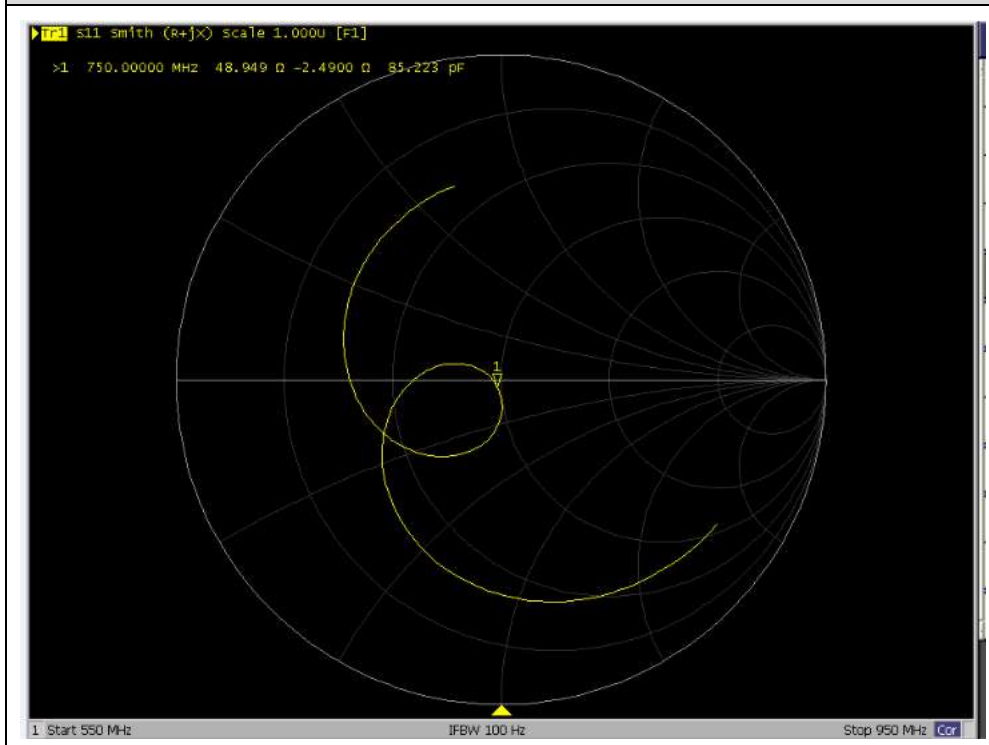 Tr1 S11 Smith (R+jX) Scale 1.000U [F1]
>1 750.00000 MHz 48.949 Ω -2.4900 Ω 85.223 pF
1
1 Start 550 MHz IFBW 100 Hz Stop 950 MHz Cor